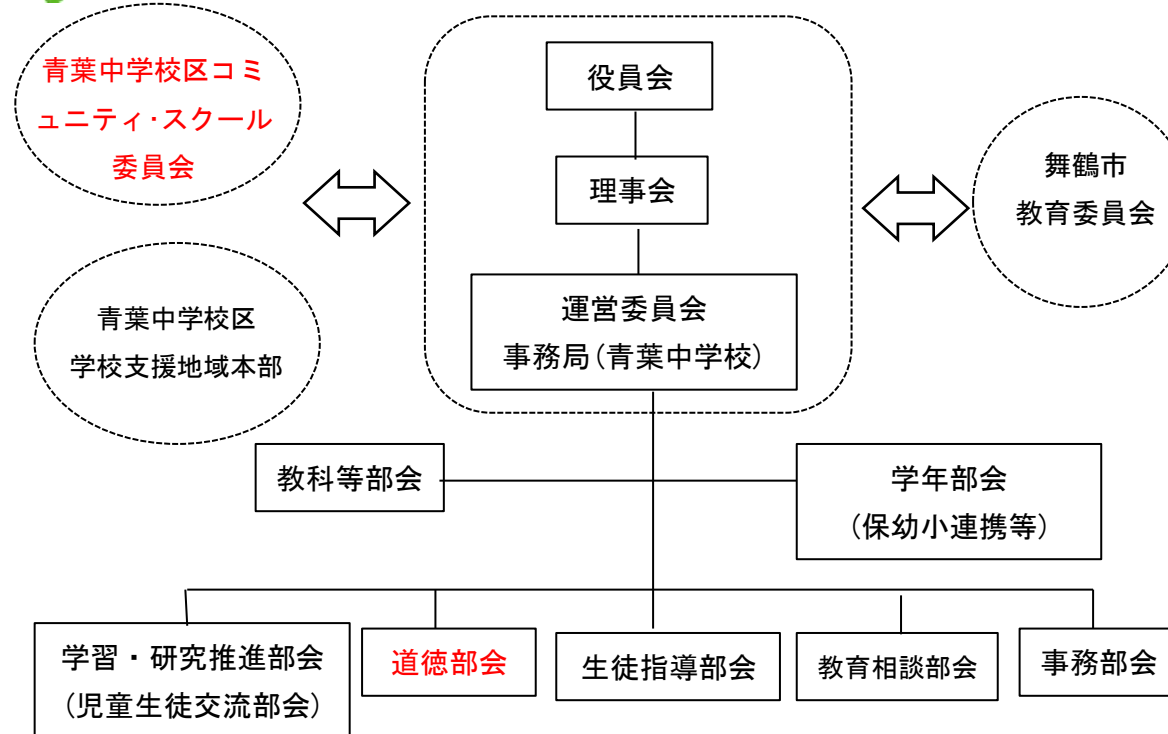 青葉中学校区コミ
ュニティ・スクール
委員会
役員会
理事会
舞鶴市
教育委員会
運営委員会
事務局(青葉中学校)
青葉中学校区
学校支援地域本部
教科等部会
学年部会
(保幼小連携等)
学習・研究推進部会
(児童生徒交流部会)
道徳部会
生徒指導部会
教育相談部会
事務部会